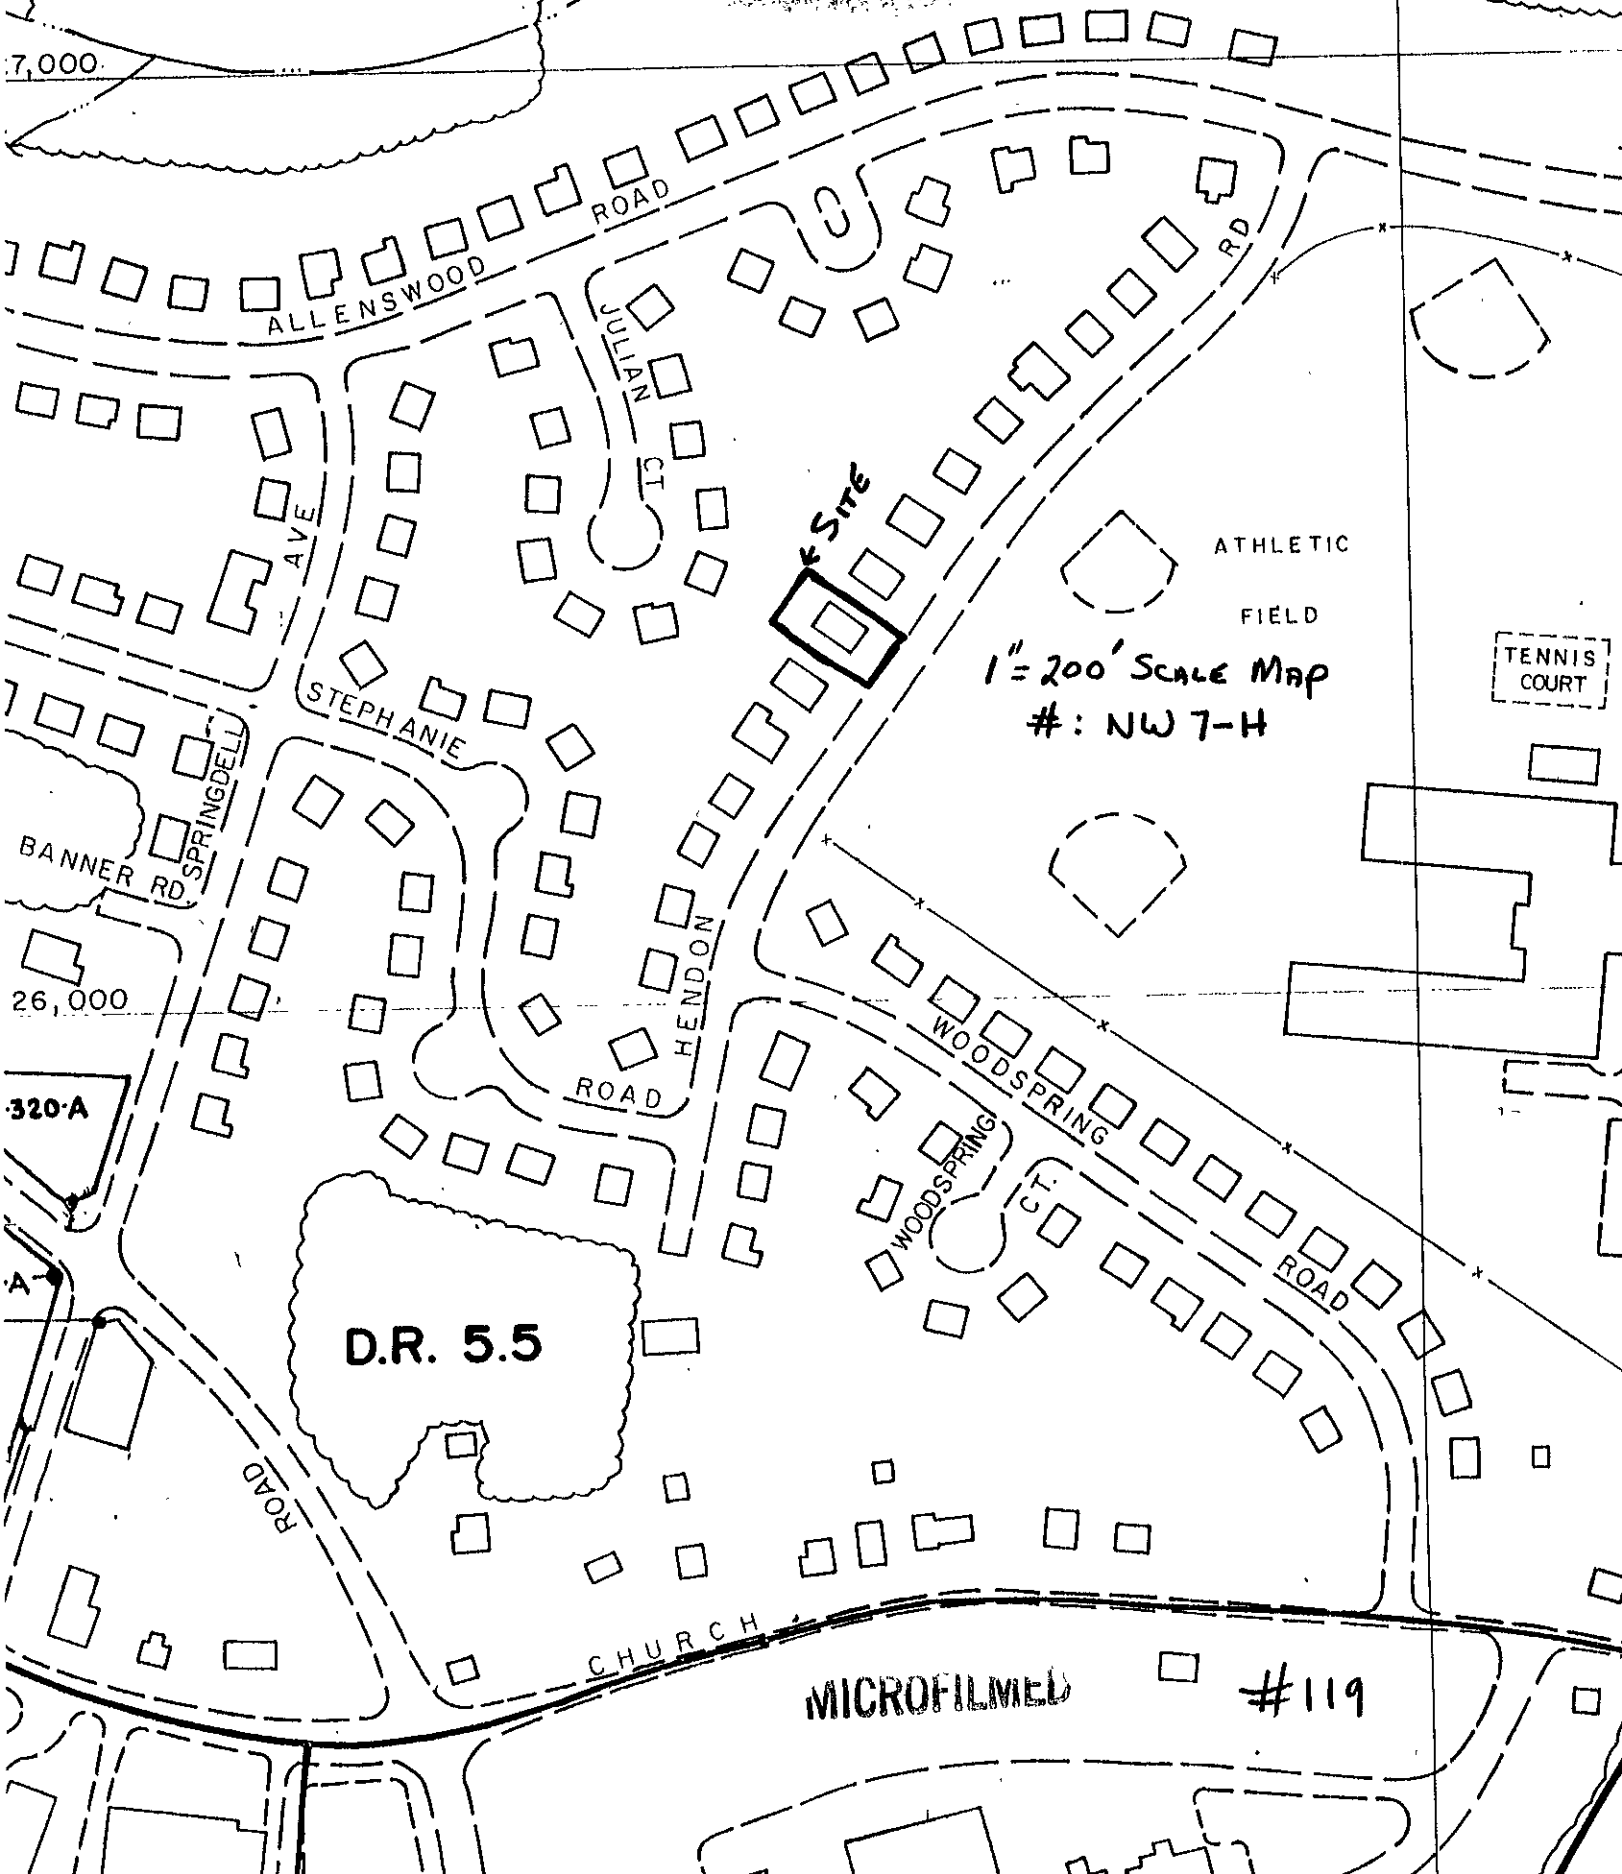 7,000
ROAD
RD
ALLENSWOOD
JULIAN
CT
← SITE
AVE
ATHLETIC
FIELD
1"= 200' SCALE MAP
#: NW 7-H
TENNIS
COURT
STEPHANIE
SPRINGDELL
BANNER RD.
HENDON
26,000
WOODSPRING
ROAD
320·A
WOODSPRING
CT.
ROAD
A
D.R. 5.5
ROAD
CHURCH
MICROFILMED
#119